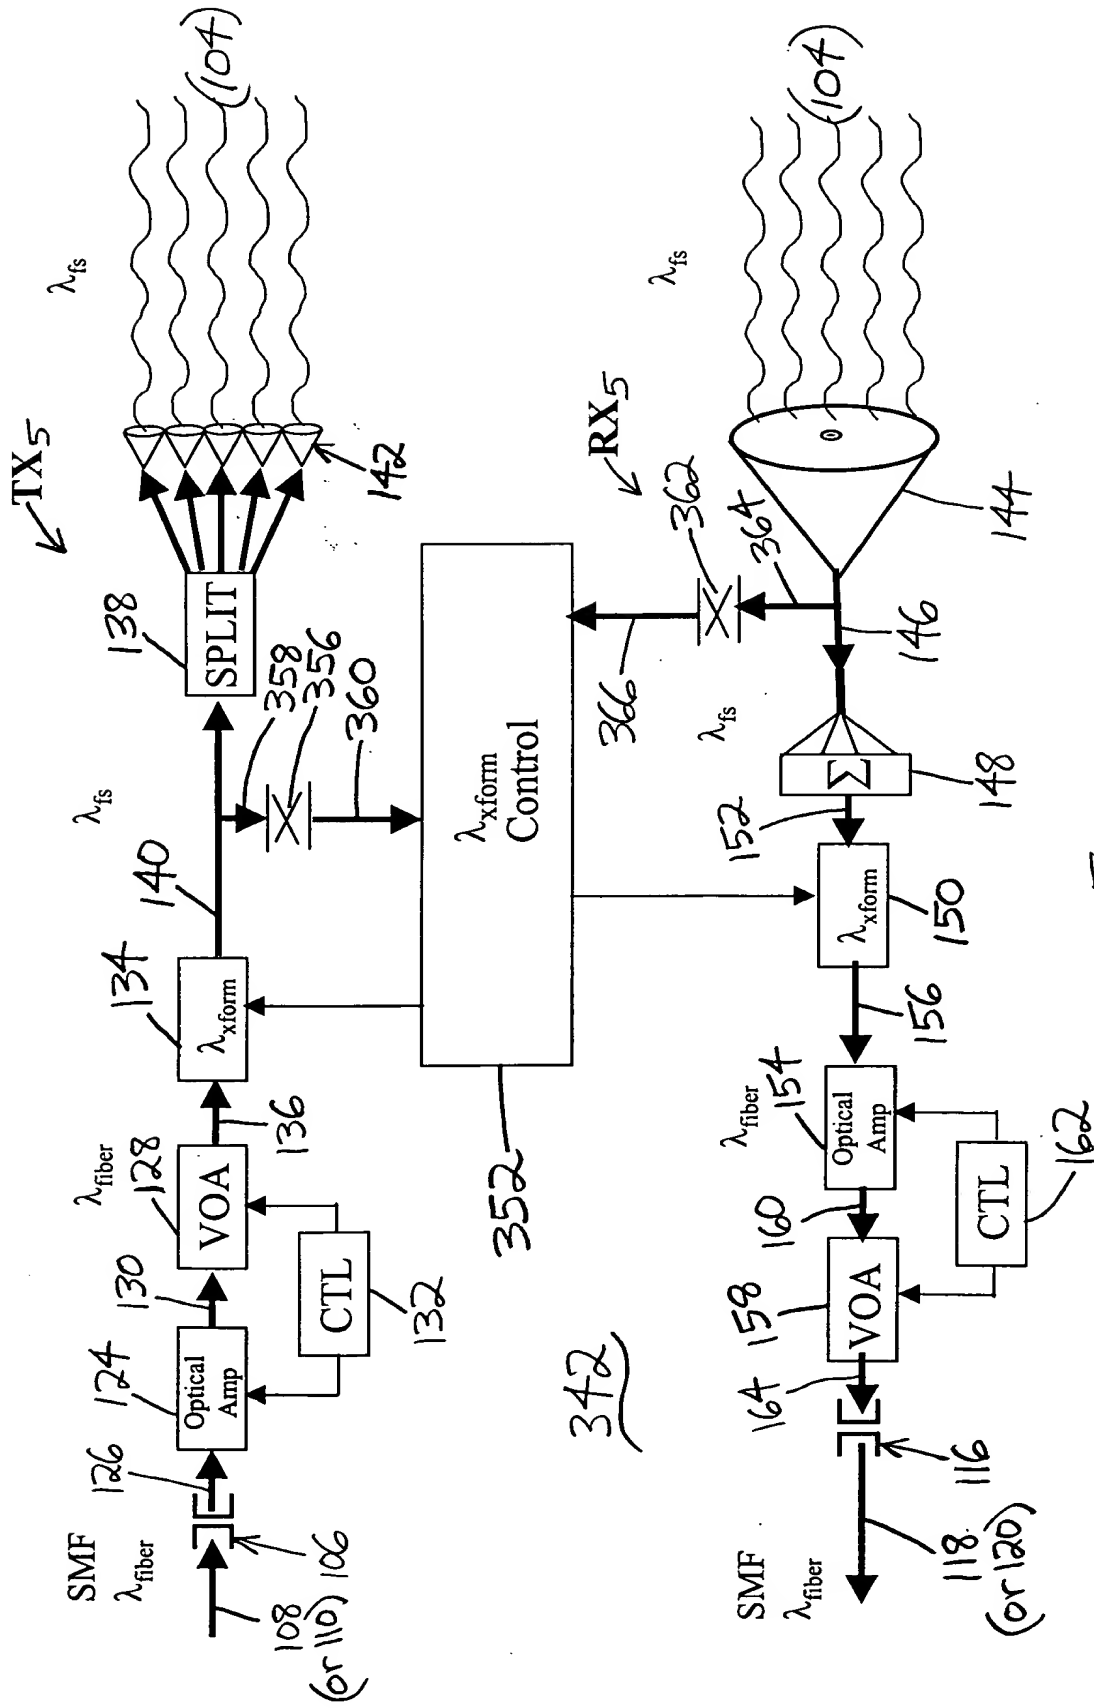 TX5
SMF
λfiber
108
(or 110)
106
126
124
Optical
Amp
130
λfiber
128
VOA
CTL
132
136
134
λxform
140
λfs
138
SPLIT
358
356
360
142
λfs
(104)
352
λxform
Control
342
RX5
λfs
(104)
144
362
364
366
146
λfs
Σ
148
152
λxform
150
156
λfiber
154
Optical
Amp
160
158
VOA
CTL
162
164
116
SMF
λfiber
118
(or 120)